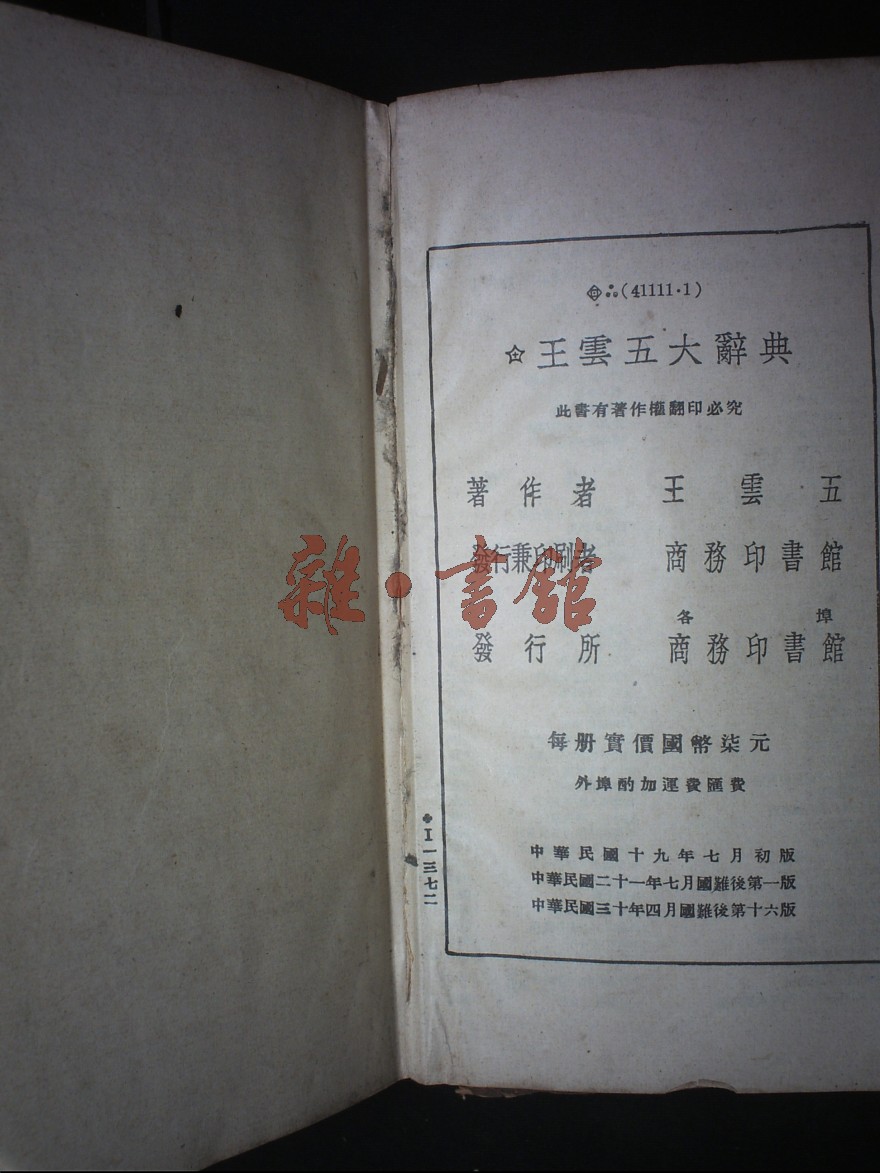 (41111·1)
王雲五大辭典
此書有著作權翻印必究
著作者 王雲五
發行兼印刷者 商務印書館
各埠
發行所 商務印書館
每册實價國幣柒元
外埠酌加運費匯費
中華民國十九年七月初版
中華民國二十一年七月國難後第一版
中華民國三十年四月國難後第十六版
I一三七二
雜·書館